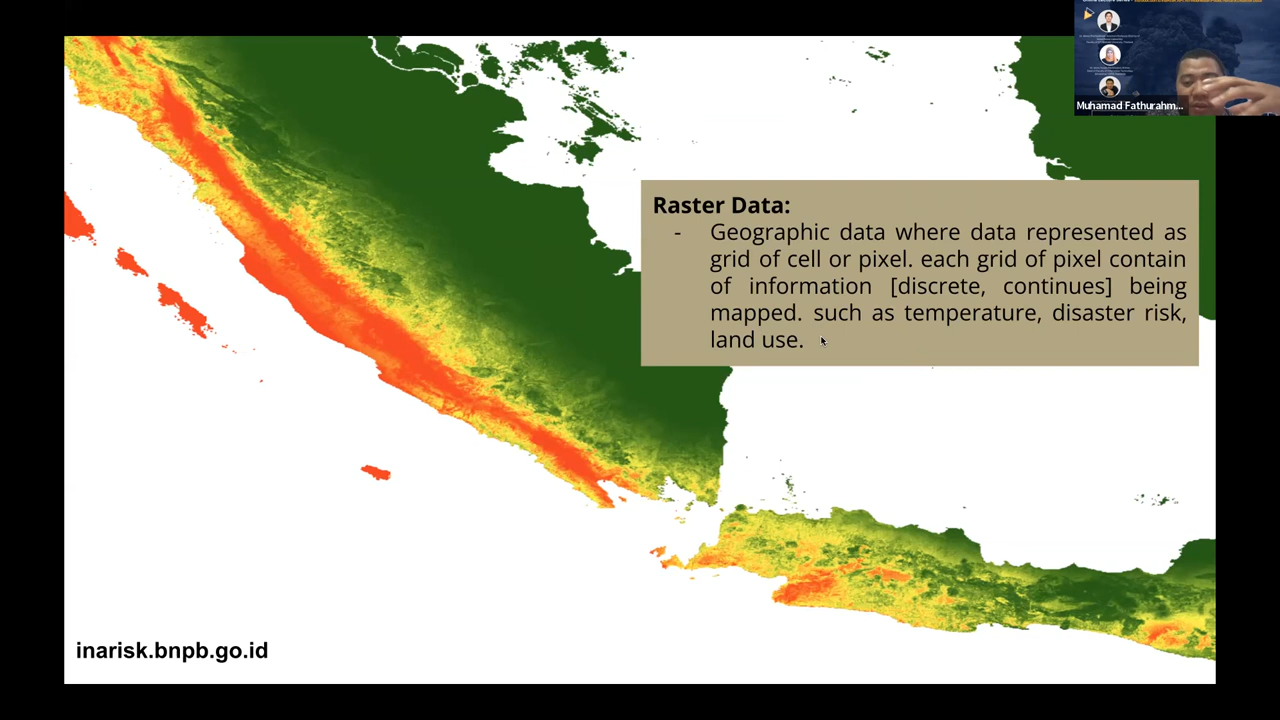 Muhamad Fathurahm...
Raster Data:
- Geographic data where data represented as
grid of cell or pixel. each grid of pixel contain
of information [discrete, continues] being
mapped. such as temperature, disaster risk,
land use.
inarisk.bnpb.go.id